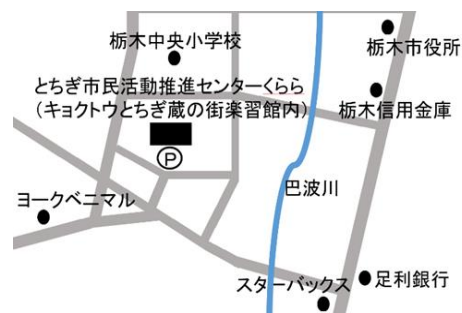 栃木中央小学校
栃木市役所
とちぎ市民活動推進センターくらら
(キョクトウとちぎ蔵の街楽習館内)
栃木信用金庫
P
巴波川
ヨークベニマル
スターバックス
足利銀行